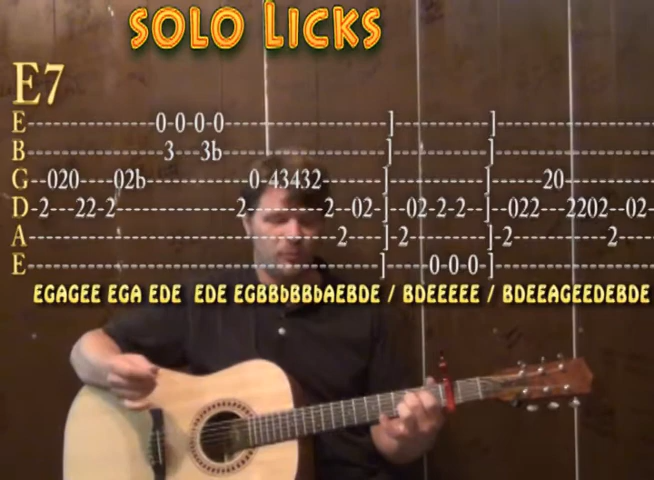 SOLO LICKS
E7
E----------------0-0-0-0---------------------]------------]--------------------
B-----------------3---3b---------------------]------------]--------------------
G--020----02b---------------0-43432-------]------------]-------20-----------
D-2---22-2----------------2----------2--02-]--02-2-2--]--022---2202--02-
A---------------------------------------2----]-2----------]-2------------2-----
E---------------------------------------------]-----0-0-0-]--------------------
EGAGEE EGA EDE EDE EGBBbBBbAEBDE / BDEEEEE / BDEEAGEEDEBDE